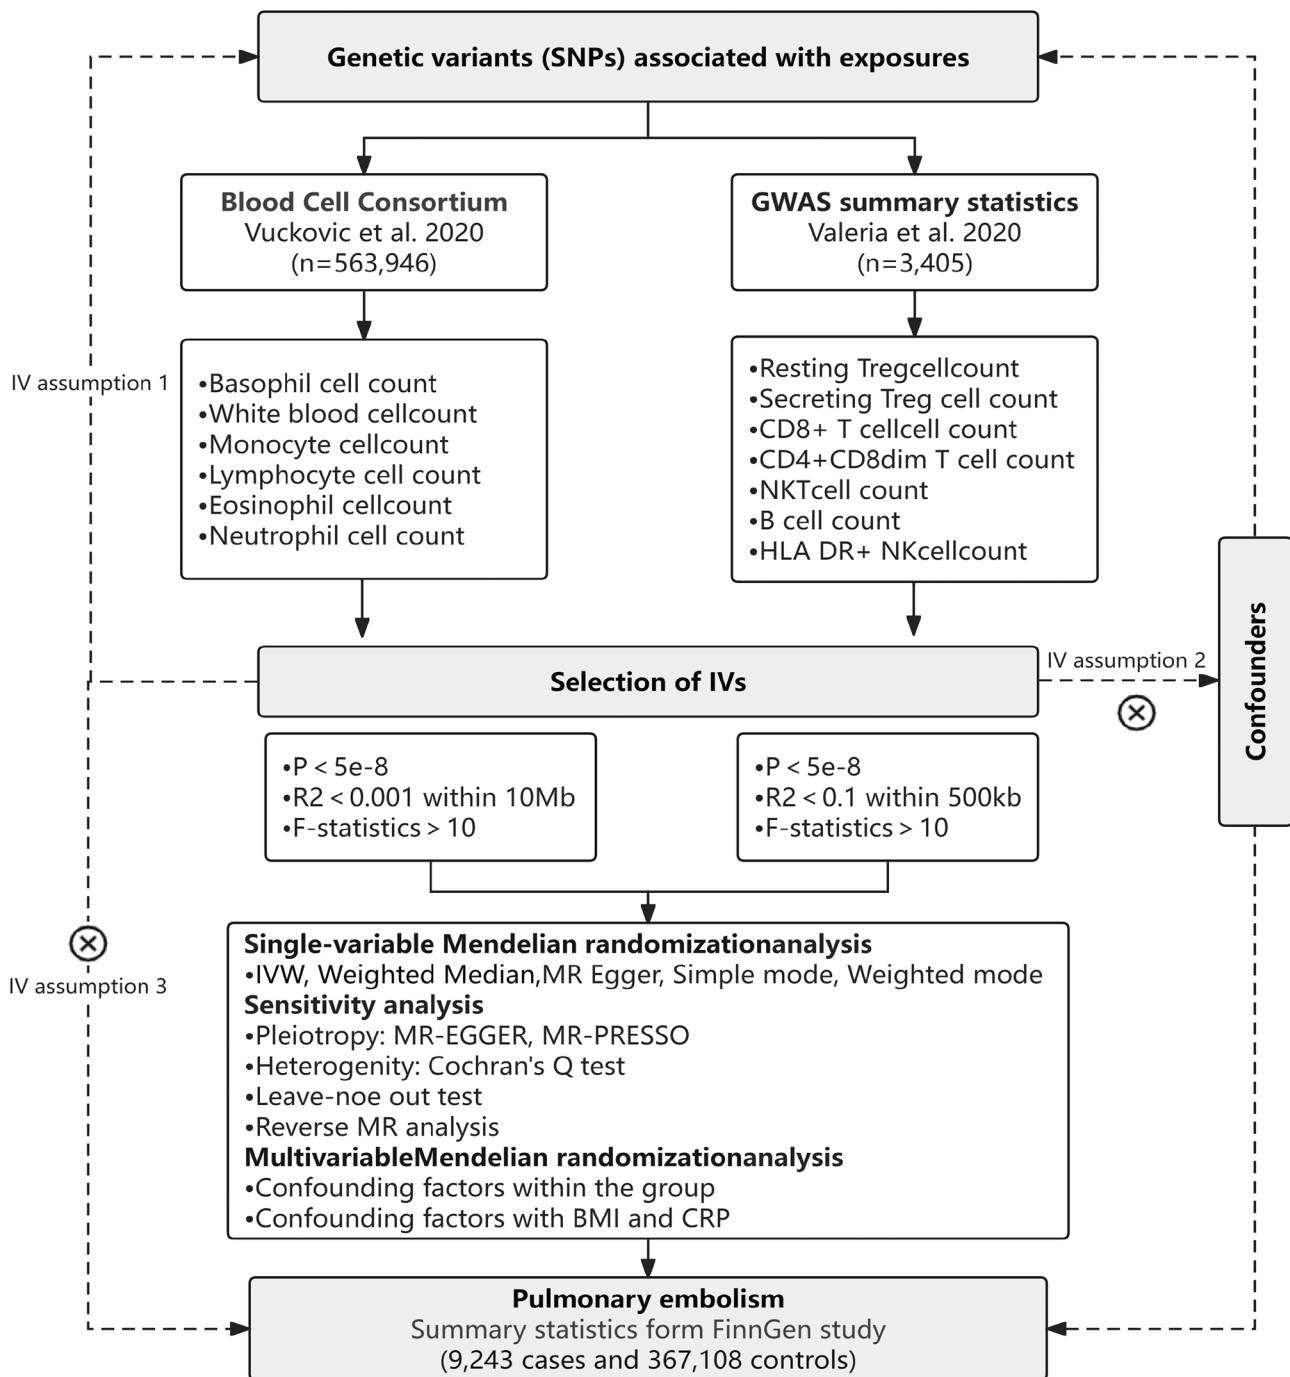 Genetic variants (SNPs) associated with exposures
Blood Cell Consortium
Vuckovic et al. 2020
(n=563,946)
GWAS summary statistics
Valeria et al. 2020
(n=3,405)
IV assumption 1
•Basophil cell count
•White blood cellcount
•Monocyte cellcount
•Lymphocyte cell count
•Eosinophil cellcount
•Neutrophil cell count
•Resting Tregcellcount
•Secreting Treg cell count
•CD8+ T cellcell count
•CD4+CD8dim T cell count
•NKTcell count
•B cell count
•HLA DR+ NKcellcount
Selection of IVs
IV assumption 2
Confounders
•P < 5e-8
•R2 < 0.001 within 10Mb
•F-statistics > 10
•P < 5e-8
•R2 < 0.1 within 500kb
•F-statistics > 10
IV assumption 3
Single-variable Mendelian randomizationanalysis
•IVW, Weighted Median,MR Egger, Simple mode, Weighted mode
Sensitivity analysis
•Pleiotropy: MR-EGGER, MR-PRESSO
•Heterogenity: Cochran's Q test
•Leave-noe out test
•Reverse MR analysis
MultivariableMendelian randomizationanalysis
•Confounding factors within the group
•Confounding factors with BMI and CRP
Pulmonary embolism
Summary statistics form FinnGen study
(9,243 cases and 367,108 controls)